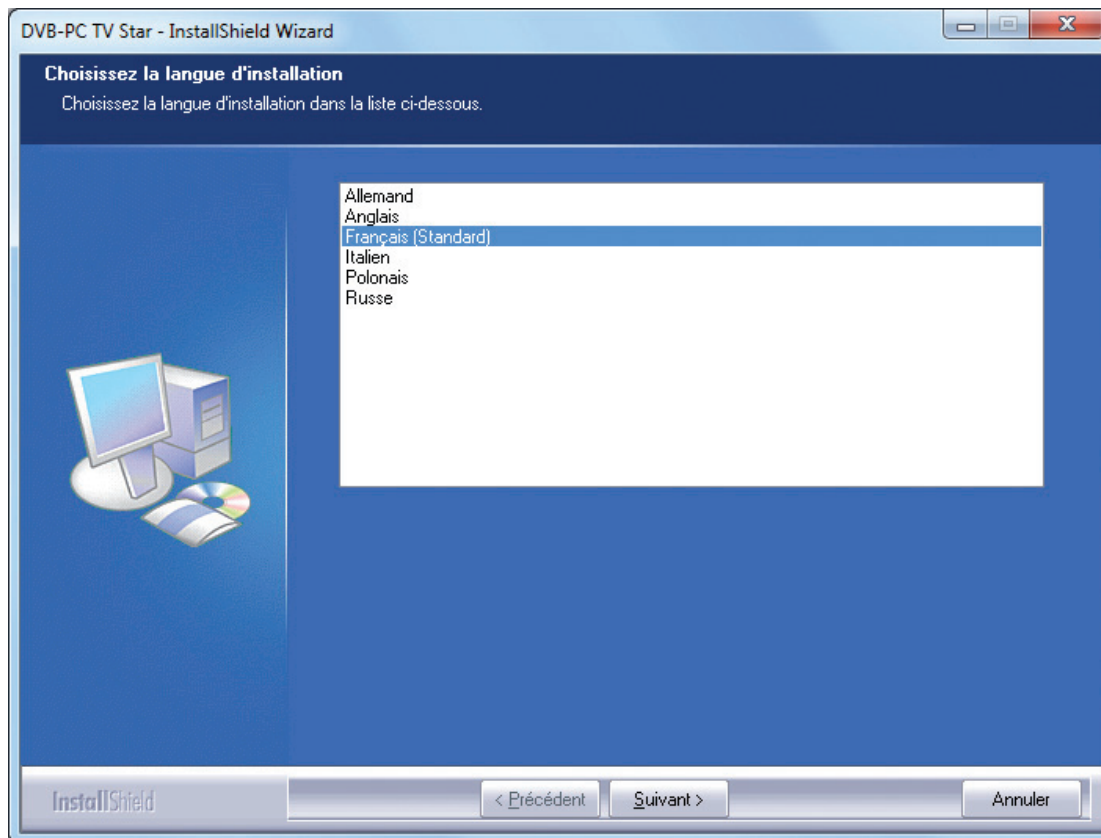 DVB-PC TV Star - InstallShield Wizard
Choisissez la langue d'installation
Choisissez la langue d'installation dans la liste ci-dessous.
Allemand
Anglais
Français (Standard)
Italien
Polonais
Russe
InstallShield
< Précédent
Suivant >
Annuler